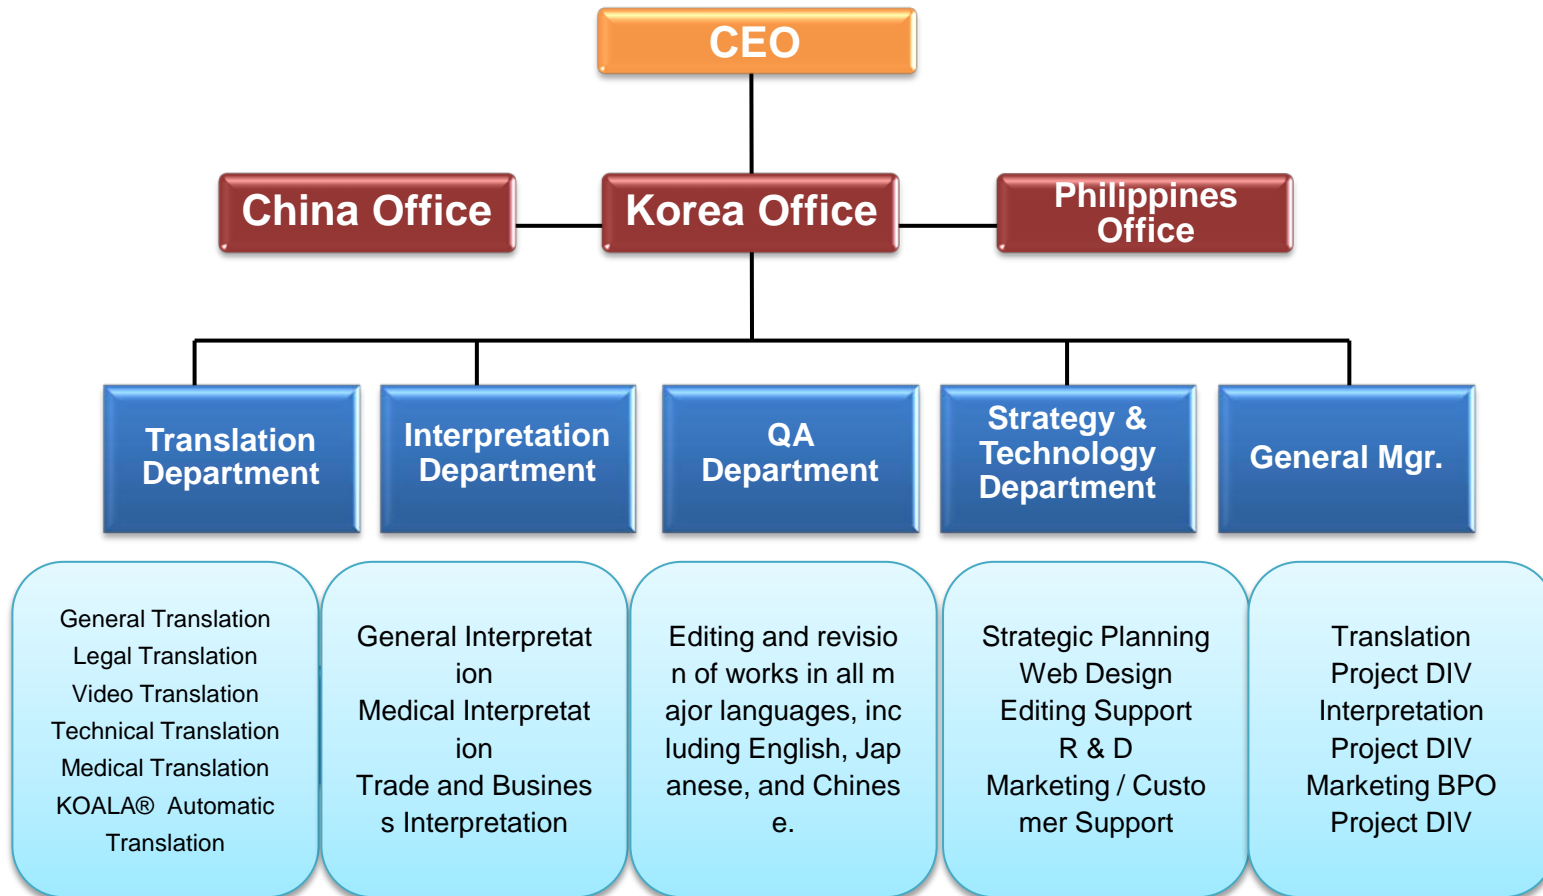 CEO
China Office
Korea Office
Philippines
Office
Translation
Department
Interpretation
Department
QA
Department
Strategy &
Technology
Department
General Mgr.
General Translation
Legal Translation
Video Translation
Technical Translation
Medical Translation
KOALA® Automatic
Translation
General Interpretat
ion
Medical Interpretat
ion
Trade and Busines
s Interpretation
Editing and revisio
n of works in all m
ajor languages, inc
luding English, Jap
anese, and Chines
e.
Strategic Planning
Web Design
Editing Support
R & D
Marketing / Custo
mer Support
Translation
Project DIV
Interpretation
Project DIV
Marketing BPO
Project DIV